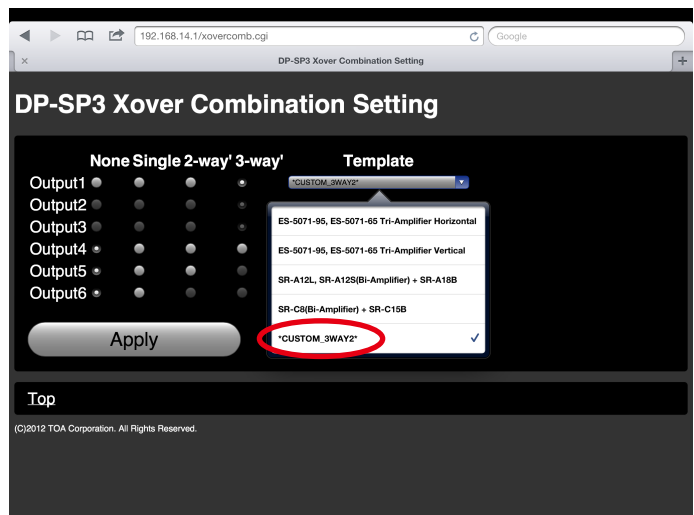 192.168.14.1/xovercomb.cgi
Google
DP-SP3 Xover Combination Setting
DP-SP3 Xover Combination Setting
None Single 2-way' 3-way' Template
Output1 *CUSTOM_3WAY2*
Output2
Output3
Output4
Output5
Output6
ES-5071-95, ES-5071-65 Tri-Amplifier Horizontal
ES-5071-95, ES-5071-65 Tri-Amplifier Vertical
SR-A12L, SR-A12S(Bi-Amplifier) + SR-A18B
SR-C8(Bi-Amplifier) + SR-C15B
*CUSTOM_3WAY2*
Apply
Top
(C)2012 TOA Corporation. All Rights Reserved.